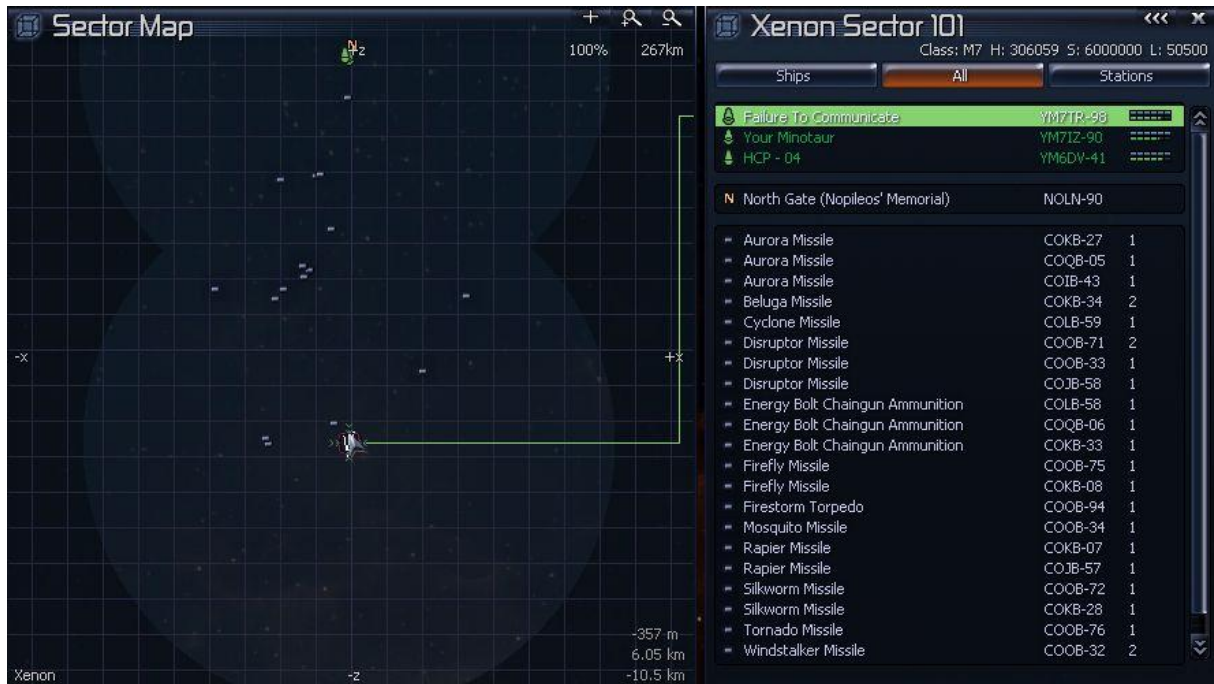 Sector Map
100% 267km
N
z
-x
+x
-357 m
6.05 km
-10.5 km
Xenon
-z
Xenon Sector 101
Class: M7 H: 306059 S: 6000000 L: 50500
Ships All Stations
Failure To Communicate YM7TR-98
Your Minotaur YM7IZ-90
HCP - 04 YM6DV-41
N North Gate (Nopileos' Memorial) NOLN-90
Aurora Missile COKB-27 1
Aurora Missile COQB-05 1
Aurora Missile COIB-43 1
Beluga Missile COKB-34 2
Cyclone Missile COLB-59 1
Disruptor Missile COOB-71 2
Disruptor Missile COOB-33 1
Disruptor Missile COJB-58 1
Energy Bolt Chaingun Ammunition COLB-58 1
Energy Bolt Chaingun Ammunition COQB-06 1
Energy Bolt Chaingun Ammunition COKB-33 1
Firefly Missile COOB-75 1
Firefly Missile COKB-08 1
Firestorm Torpedo COOB-94 1
Mosquito Missile COOB-34 1
Rapier Missile COKB-07 1
Rapier Missile COJB-57 1
Silkworm Missile COOB-72 1
Silkworm Missile COKB-28 1
Tornado Missile COOB-76 1
Windstalker Missile COOB-32 2